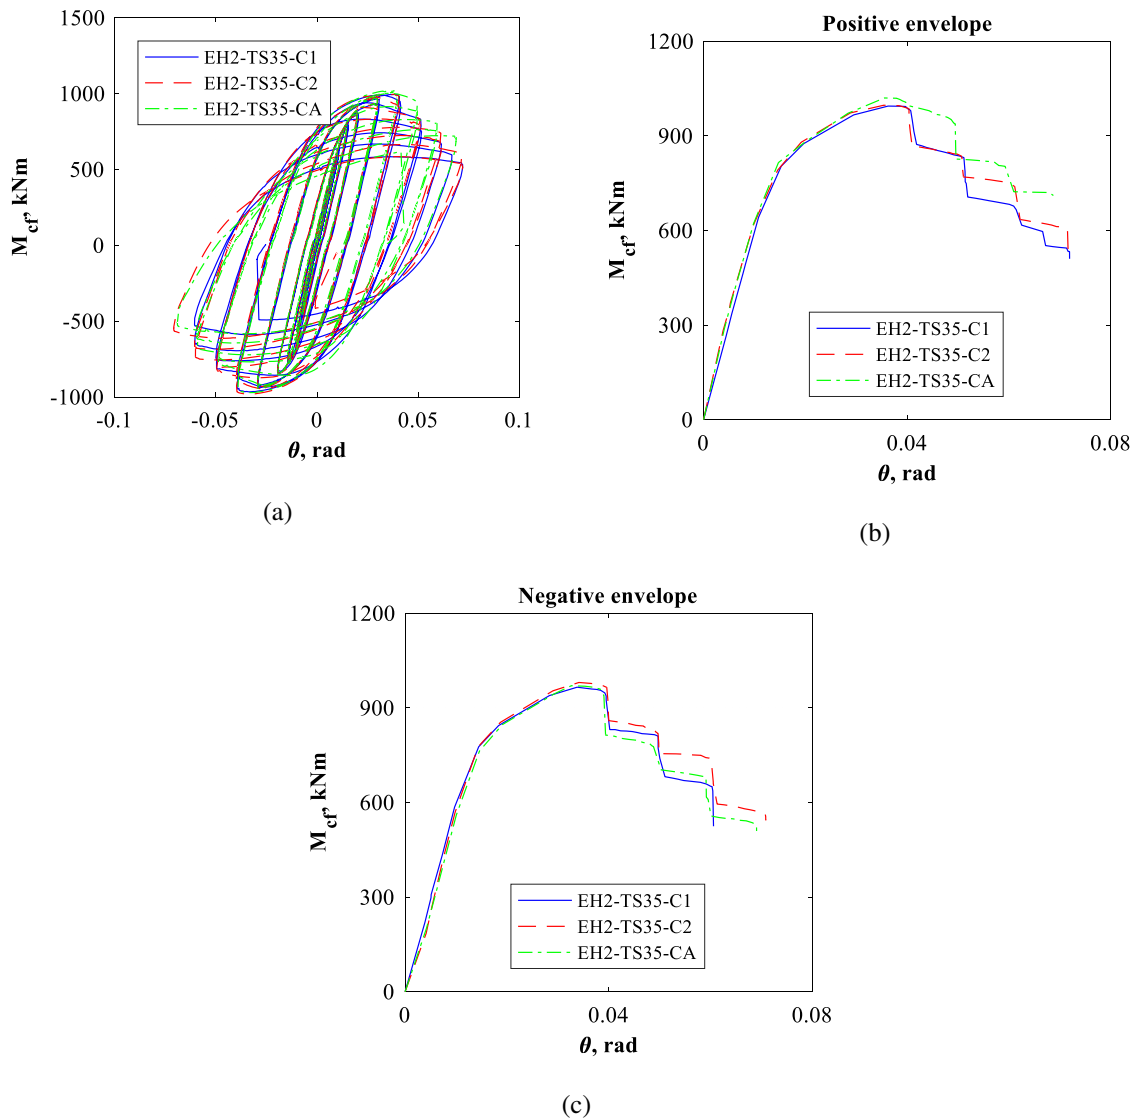 1500
1000
500
0
-500
-1000
-0.1
-0.05
0
0.05
0.1
M_cf, kNm
θ, rad
EH2-TS35-C1
EH2-TS35-C2
EH2-TS35-CA
(a)
Positive envelope
1200
900
600
300
0
0
0.04
0.08
M_cf, kNm
θ, rad
EH2-TS35-C1
EH2-TS35-C2
EH2-TS35-CA
(b)
Negative envelope
1200
900
600
300
0
0
0.04
0.08
M_cf, kNm
θ, rad
EH2-TS35-C1
EH2-TS35-C2
EH2-TS35-CA
(c)